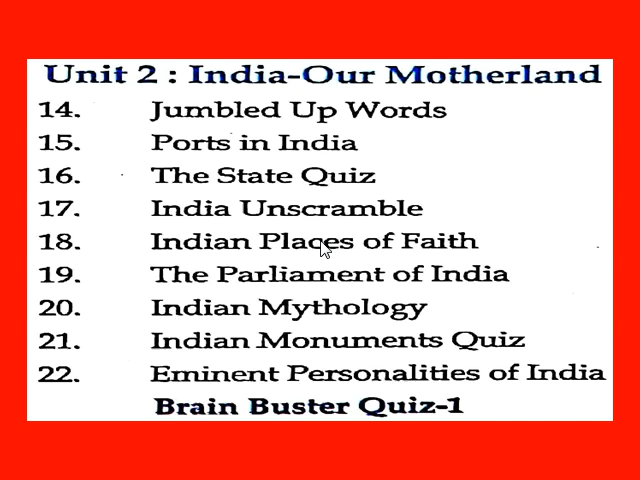 Unit 2 : India-Our Motherland
14. Jumbled Up Words
15. Ports in India
16. The State Quiz
17. India Unscramble
18. Indian Places of Faith
19. The Parliament of India
20. Indian Mythology
21. Indian Monuments Quiz
22. Eminent Personalities of India
Brain Buster Quiz-1